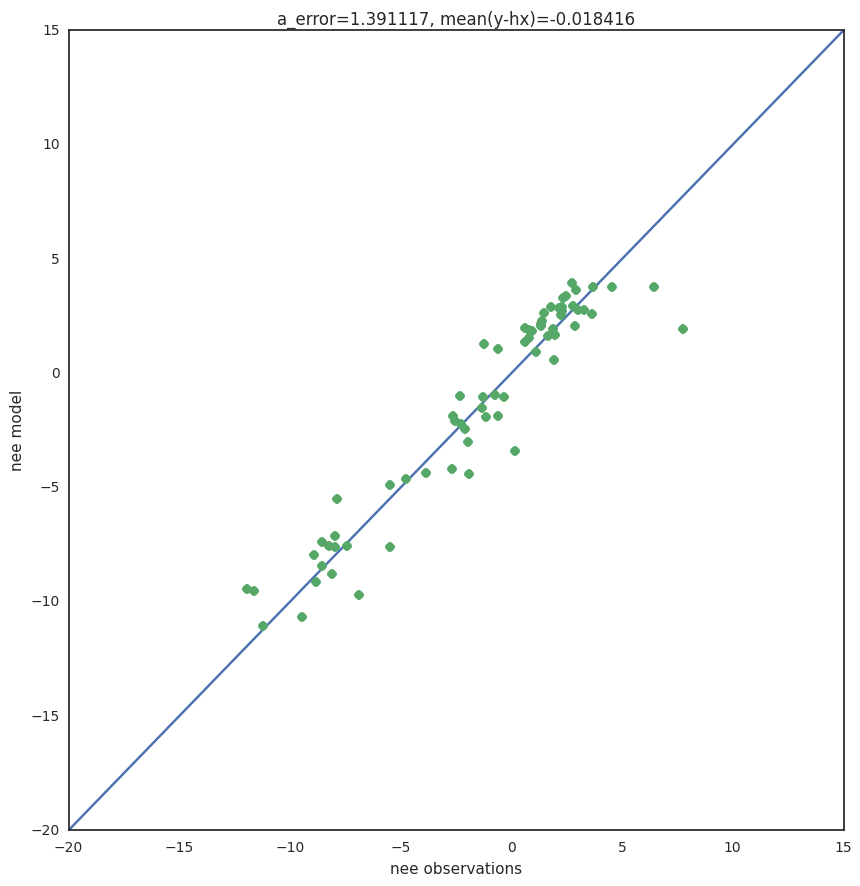 a_error=1.391117, mean(y-hx)=-0.018416
15
10
5
0
−5
−10
−15
−20
nee model
−20 −15 −10 −5 0 5 10 15
nee observations